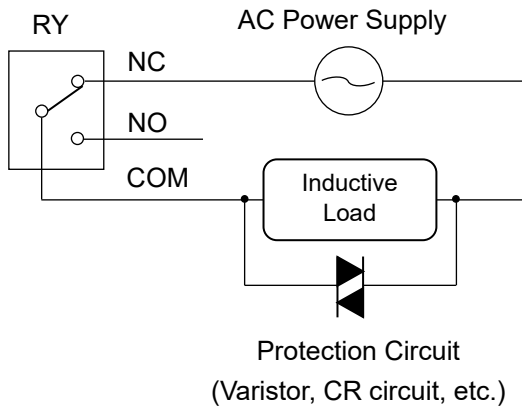 RY
AC Power Supply
NC
NO
COM
Inductive
Load
Protection Circuit
(Varistor, CR circuit, etc.)